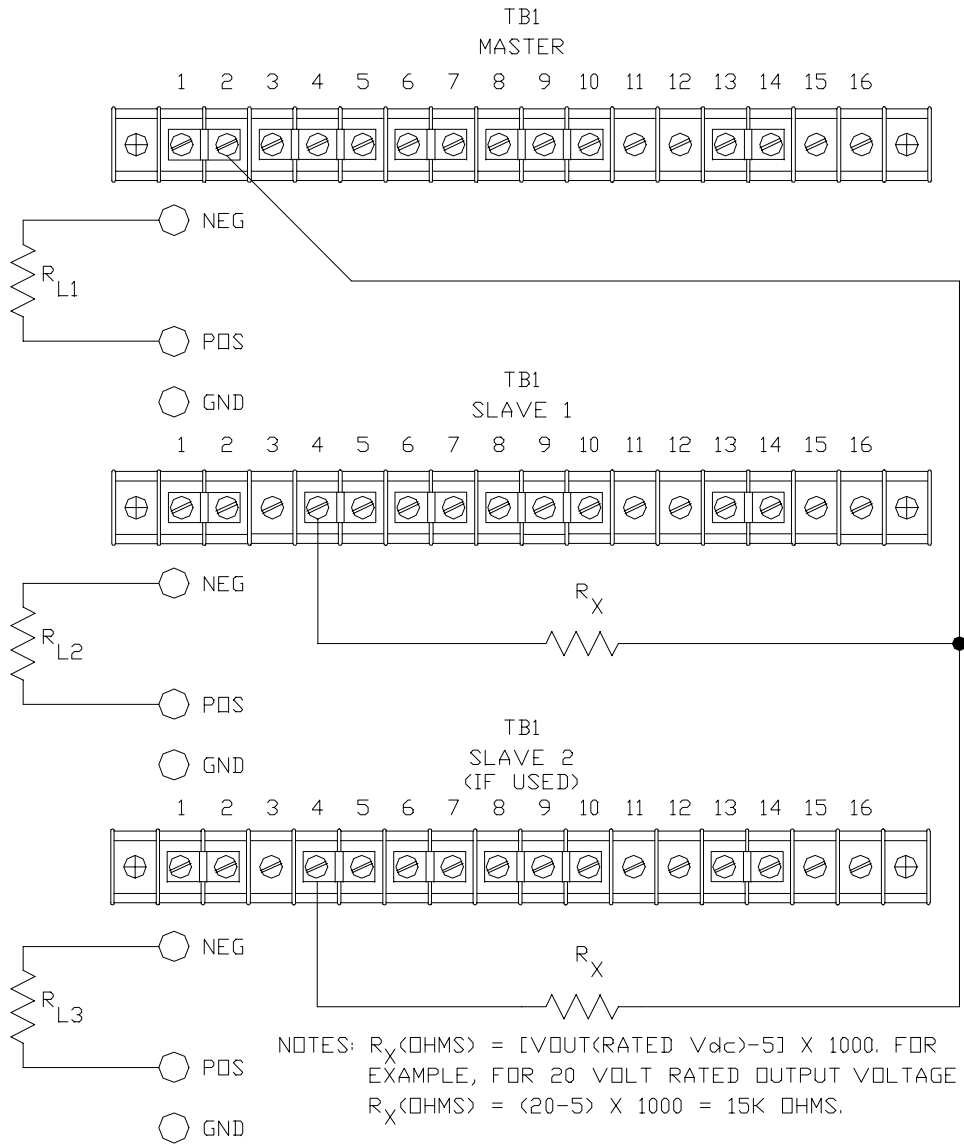 TB1
MASTER
1 2 3 4 5 6 7 8 9 10 11 12 13 14 15 16
NEG
RL1
POS
GND
TB1
SLAVE 1
1 2 3 4 5 6 7 8 9 10 11 12 13 14 15 16
NEG
RX
RL2
POS
GND
TB1
SLAVE 2
(IF USED)
1 2 3 4 5 6 7 8 9 10 11 12 13 14 15 16
NEG
RX
RL3
NOTES: RX(OHMS) = [VOUT(RATED Vdc)-5] X 1000. FOR
POS
EXAMPLE, FOR 20 VOLT RATED OUTPUT VOLTAGE
RX(OHMS) = (20-5) X 1000 = 15K OHMS.
GND